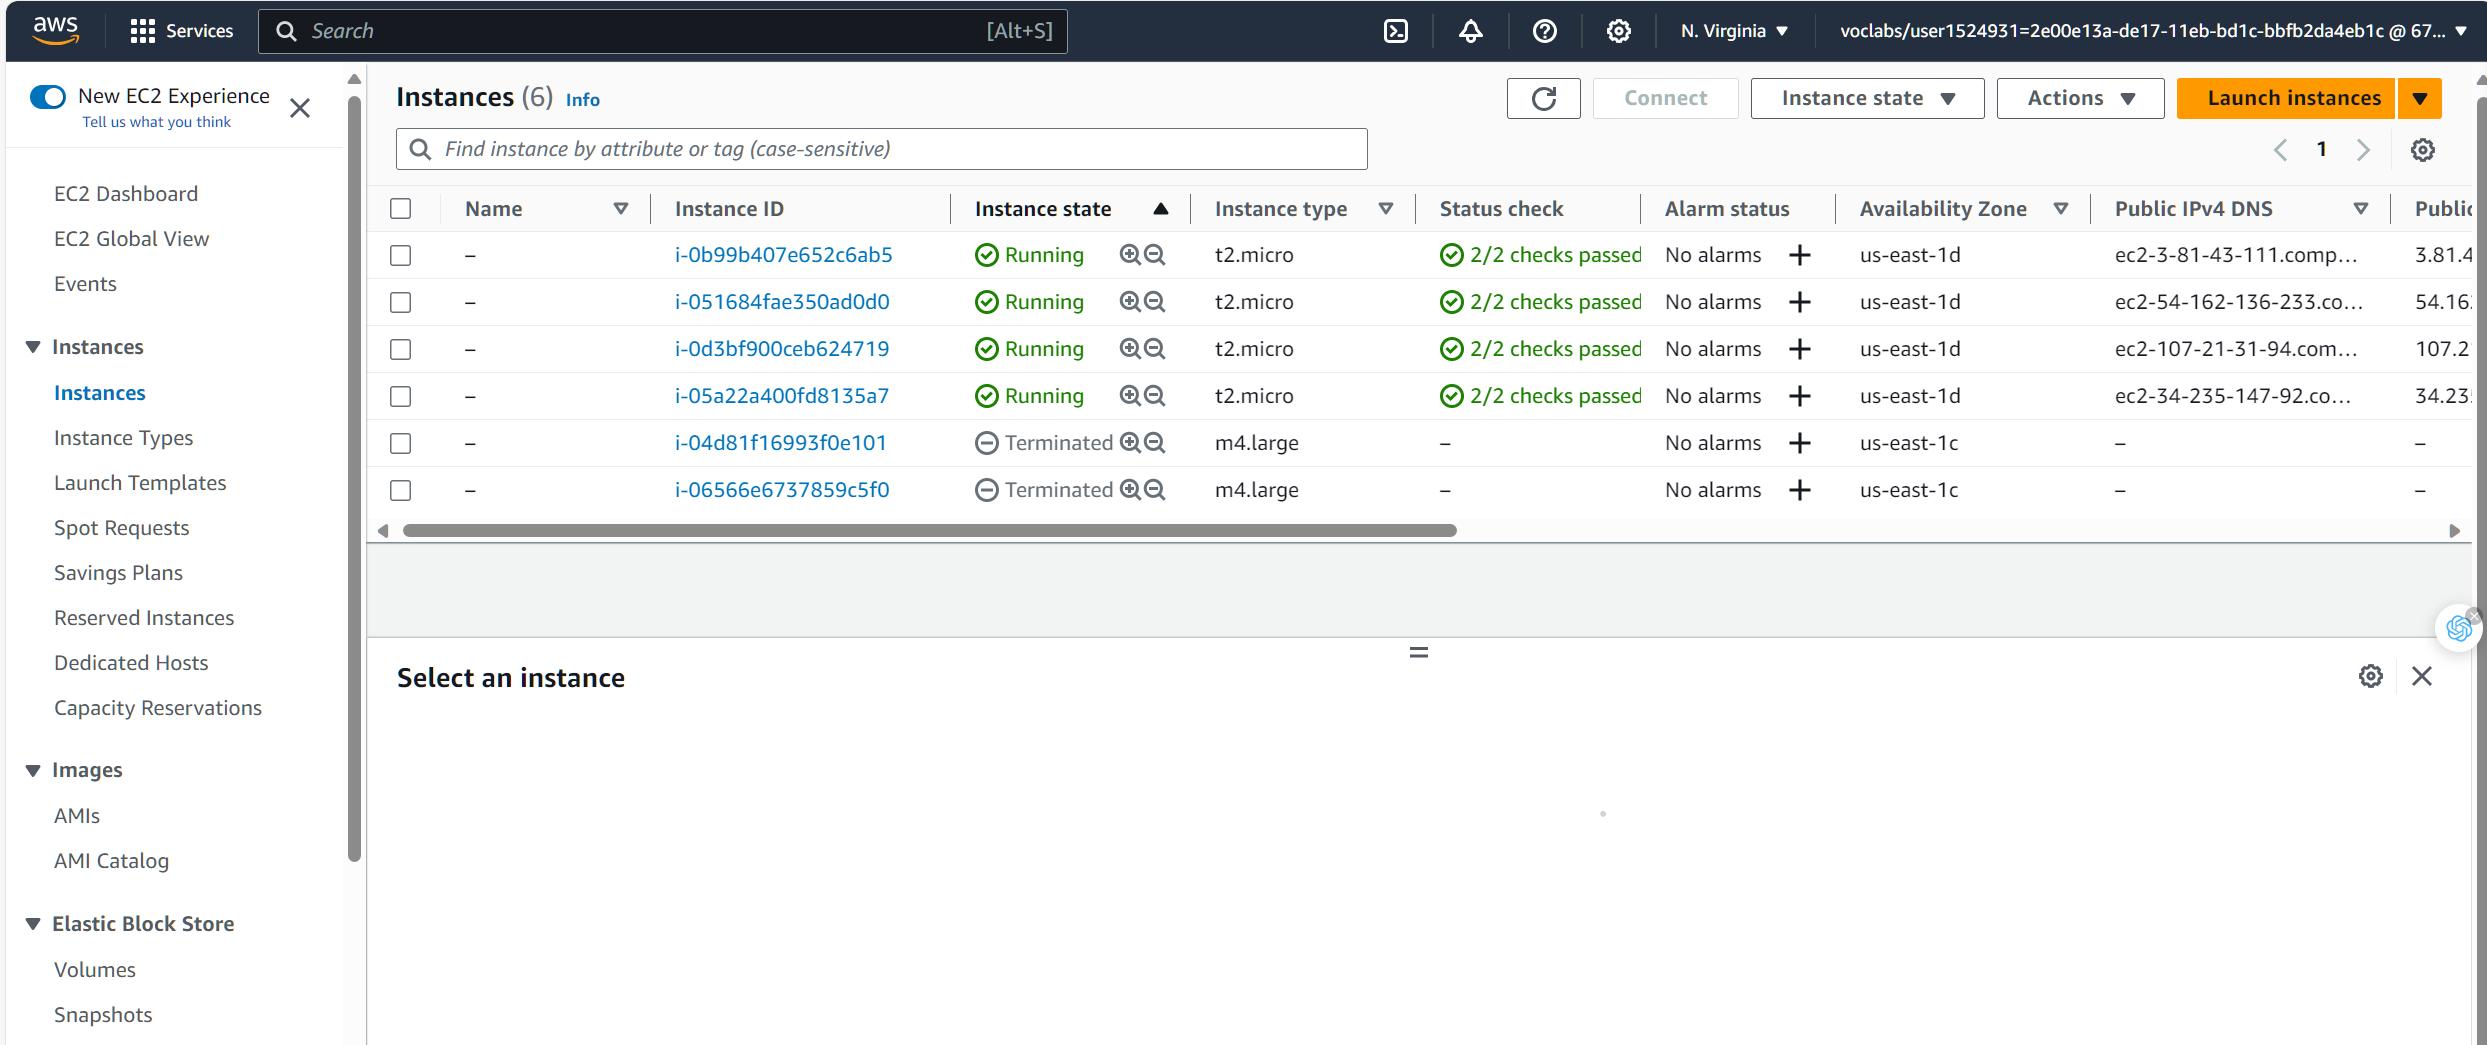 aws
Services
Search [Alt+S]
N. Virginia
voclabs/user1524931=2e00e13a-de17-11eb-bd1c-bbfb2da4eb1c @ 67...
New EC2 Experience
Tell us what you think
EC2 Dashboard
EC2 Global View
Events
Instances
Instances
Instance Types
Launch Templates
Spot Requests
Savings Plans
Reserved Instances
Dedicated Hosts
Capacity Reservations
Images
AMIs
AMI Catalog
Elastic Block Store
Volumes
Snapshots
Instances (6) Info
Connect
Instance state
Actions
Launch instances
Find instance by attribute or tag (case-sensitive)
1
Name Instance ID Instance state Instance type Status check Alarm status Availability Zone Public IPv4 DNS Public
– i-0b99b407e652c6ab5 Running t2.micro 2/2 checks passed No alarms us-east-1d ec2-3-81-43-111.comp... 3.81.4
– i-051684fae350ad0d0 Running t2.micro 2/2 checks passed No alarms us-east-1d ec2-54-162-136-233.co... 54.162
– i-0d3bf900ceb624719 Running t2.micro 2/2 checks passed No alarms us-east-1d ec2-107-21-31-94.com... 107.2
– i-05a22a400fd8135a7 Running t2.micro 2/2 checks passed No alarms us-east-1d ec2-34-235-147-92.co... 34.235
– i-04d81f16993f0e101 Terminated m4.large – No alarms us-east-1c – –
– i-06566e6737859c5f0 Terminated m4.large – No alarms us-east-1c – –
Select an instance